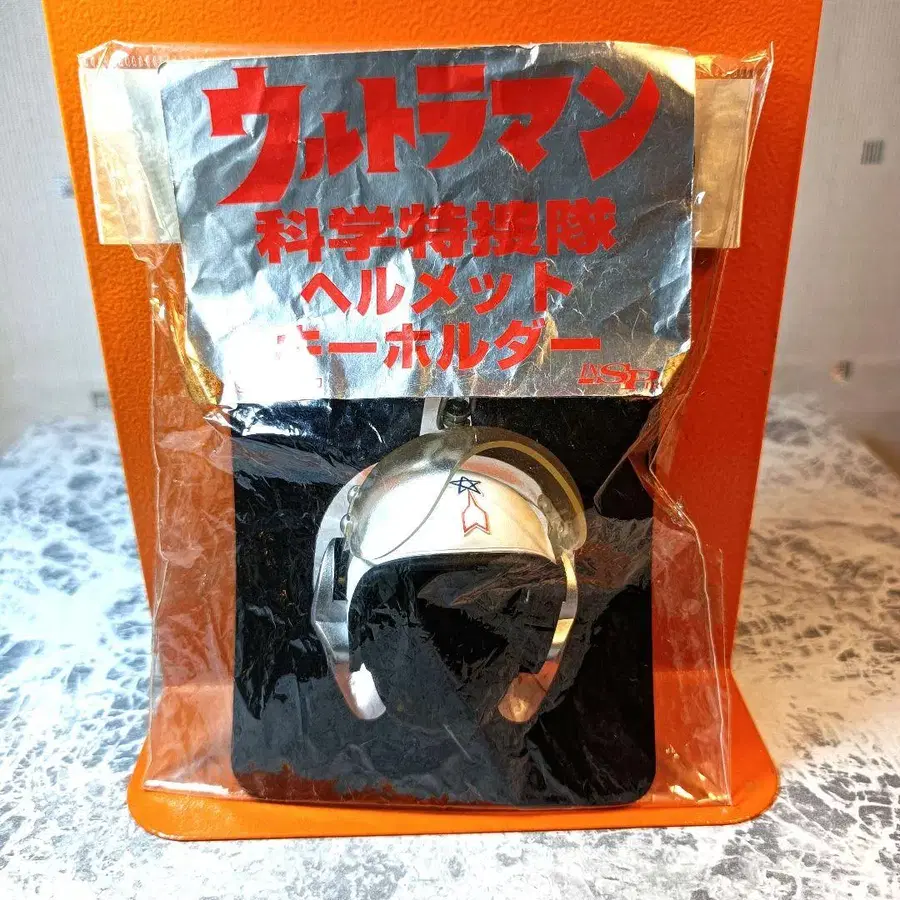 ウルトラマン
科学特捜隊
ヘルメット
キーホルダー